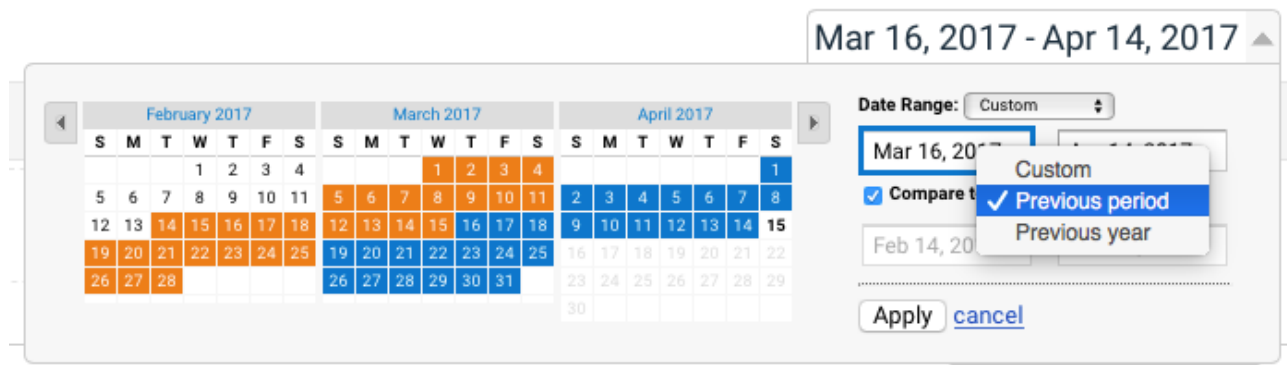 Mar 16, 2017 - Apr 14, 2017
February 2017
S M T W T F S
1 2 3 4
5 6 7 8 9 10 11
12 13 14 15 16 17 18
19 20 21 22 23 24 25
26 27 28
March 2017
S M T W T F S
1 2 3 4
5 6 7 8 9 10 11
12 13 14 15 16 17 18
19 20 21 22 23 24 25
26 27 28 29 30 31
April 2017
S M T W T F S
1
2 3 4 5 6 7 8
9 10 11 12 13 14 15
16 17 18 19 20 21 22
23 24 25 26 27 28 29
30
Date Range: Custom
Mar 16, 20
Custom
Compare t
Previous period
Previous year
Feb 14, 20
Apply cancel